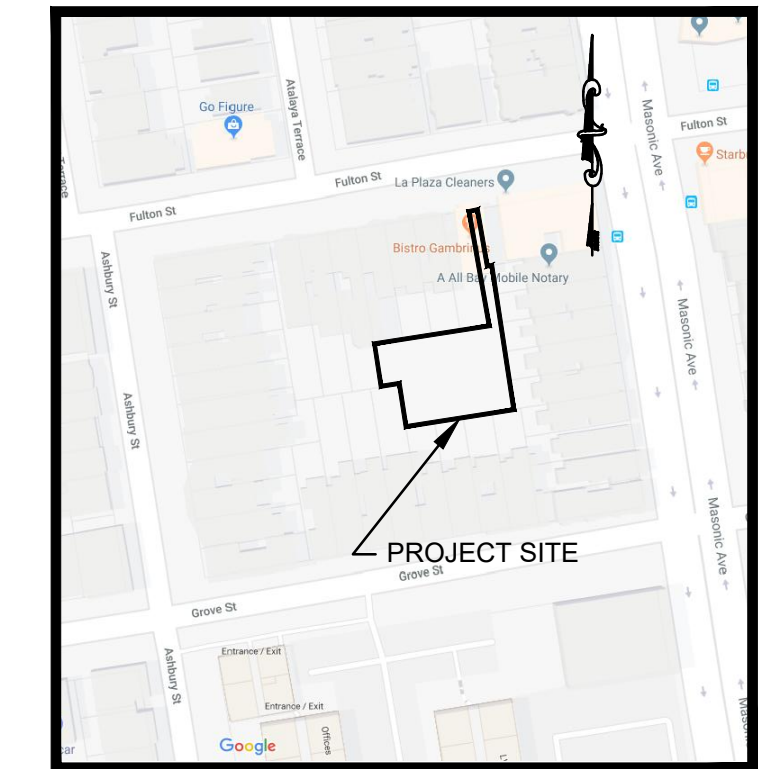 Go Figure
Atalaya Terrace
Terrace
Masonic Ave
Fulton St
Starb
Fulton St
La Plaza Cleaners
Fulton St
Bistro Gambrinus
A All Bay Mobile Notary
Ashbury St
Masonic Ave
Ashbury St
Masonic Ave
PROJECT SITE
Grove St
Grove St
Entrance / Exit
Ashbury St
Entrance / Exit
Offices
Google
car